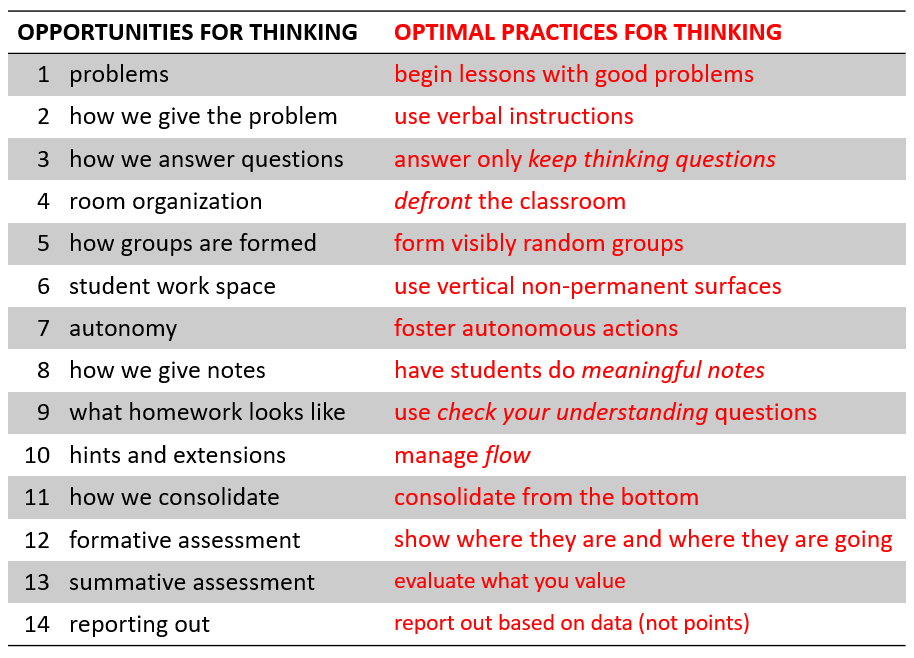 OPPORTUNITIES FOR THINKING OPTIMAL PRACTICES FOR THINKING
1 problems begin lessons with good problems
2 how we give the problem use verbal instructions
3 how we answer questions answer only keep thinking questions
4 room organization defront the classroom
5 how groups are formed form visibly random groups
6 student work space use vertical non-permanent surfaces
7 autonomy foster autonomous actions
8 how we give notes have students do meaningful notes
9 what homework looks like use check your understanding questions
10 hints and extensions manage flow
11 how we consolidate consolidate from the bottom
12 formative assessment show where they are and where they are going
13 summative assessment evaluate what you value
14 reporting out report out based on data (not points)